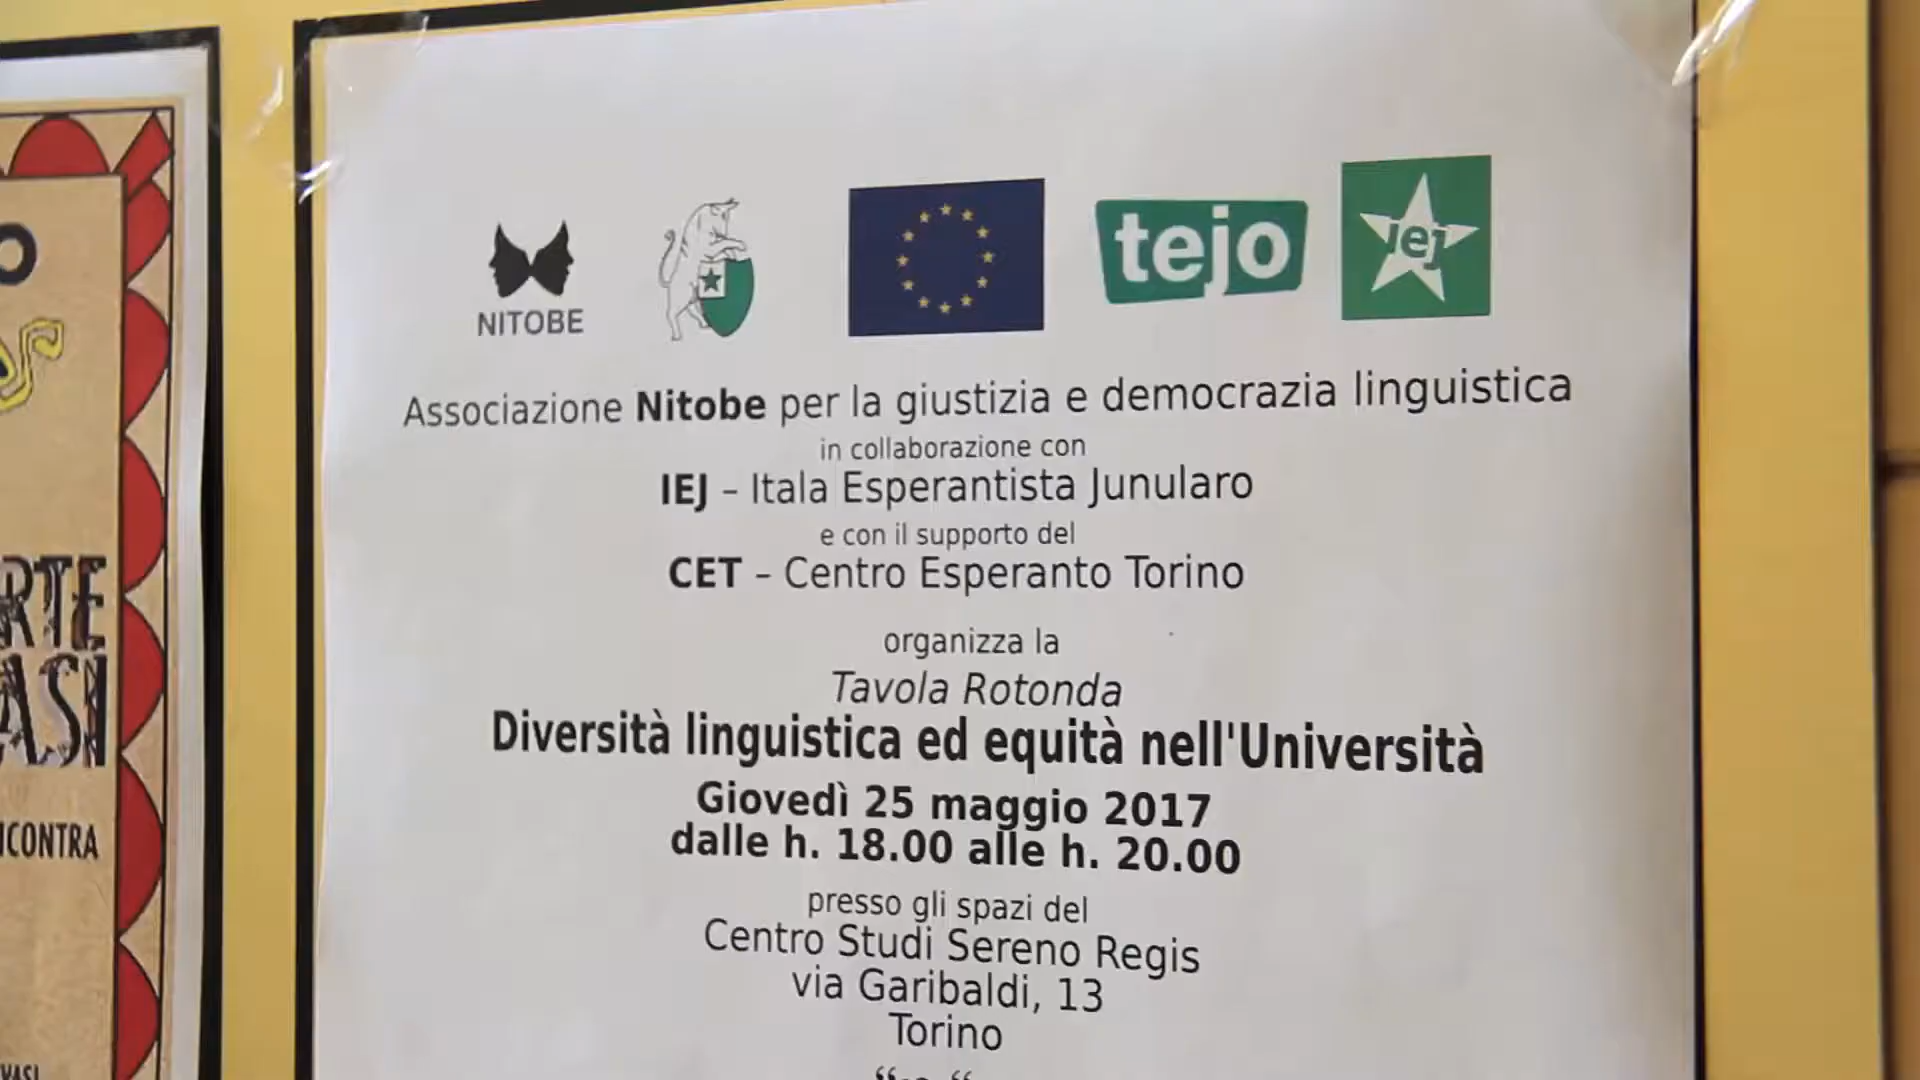 NITOBE
tejo
iej
Associazione Nitobe per la giustizia e democrazia linguistica
in collaborazione con
IEJ – Itala Esperantista Junularo
e con il supporto del
CET – Centro Esperanto Torino
organizza la
Tavola Rotonda
Diversità linguistica ed equità nell'Università
Giovedì 25 maggio 2017
dalle h. 18.00 alle h. 20.00
presso gli spazi del
Centro Studi Sereno Regis
via Garibaldi, 13
Torino